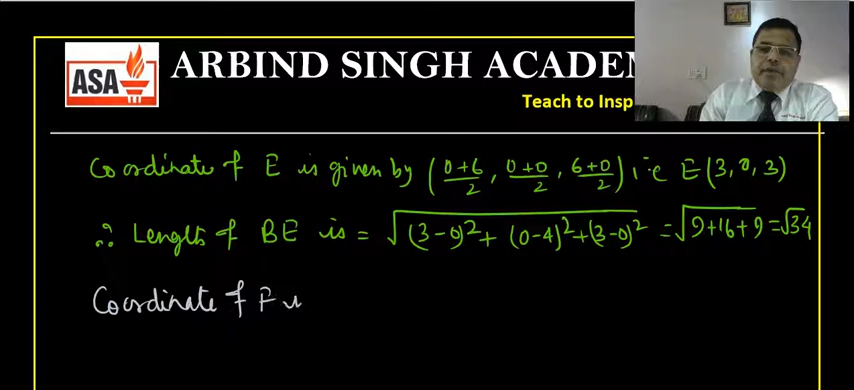 ASA
ARBIND SINGH ACADEM
Teach to Insp
Coordinate of E is given by (0+6/2, 0+0/2, 6+0/2) i.e E(3, 0, 3)
∴ Length of BE is = √(3-0)²+(0-4)²+(3-0)² = √9+16+9 = √34
Coordinate of F